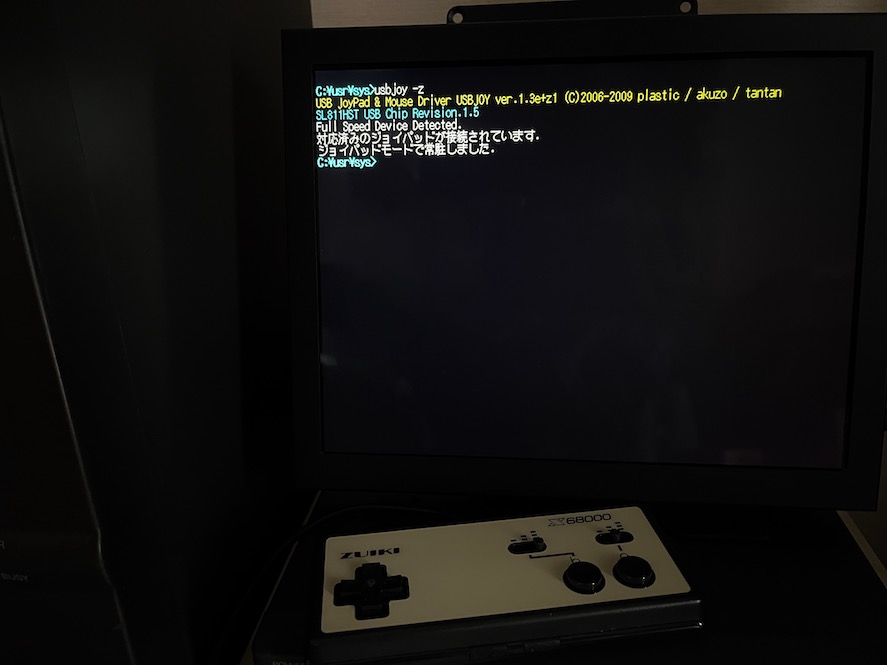 C:¥usr¥sys>usbjoy -z
USB JoyPad & Mouse Driver USBJOY ver.1.3e+z1 (C)2006-2009 plastic / akuzo / tantan
SL811HST USB Chip Revision.1.5
Full Speed Device Detected.
対応済みのジョイパッドが接続されています.
ジョイパッドモードで常駐しました.
C:¥usr¥sys>
X68000
ZUIKI